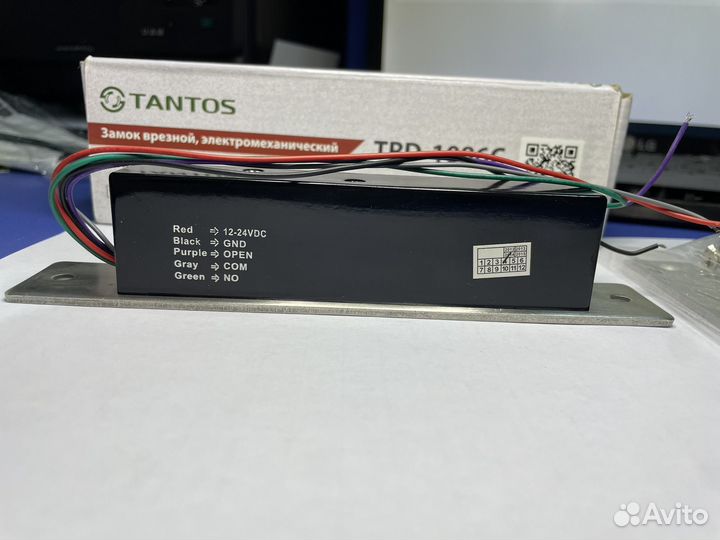 TANTOS
Замок врезной, электромеханический
Red ⇒ 12-24VDC
Black ⇒ GND
Purple ⇒ OPEN
Gray ⇒ COM
Green ⇒ NO
1 2 3 4 5 6
7 8 9 10 11 12
LG
Avito